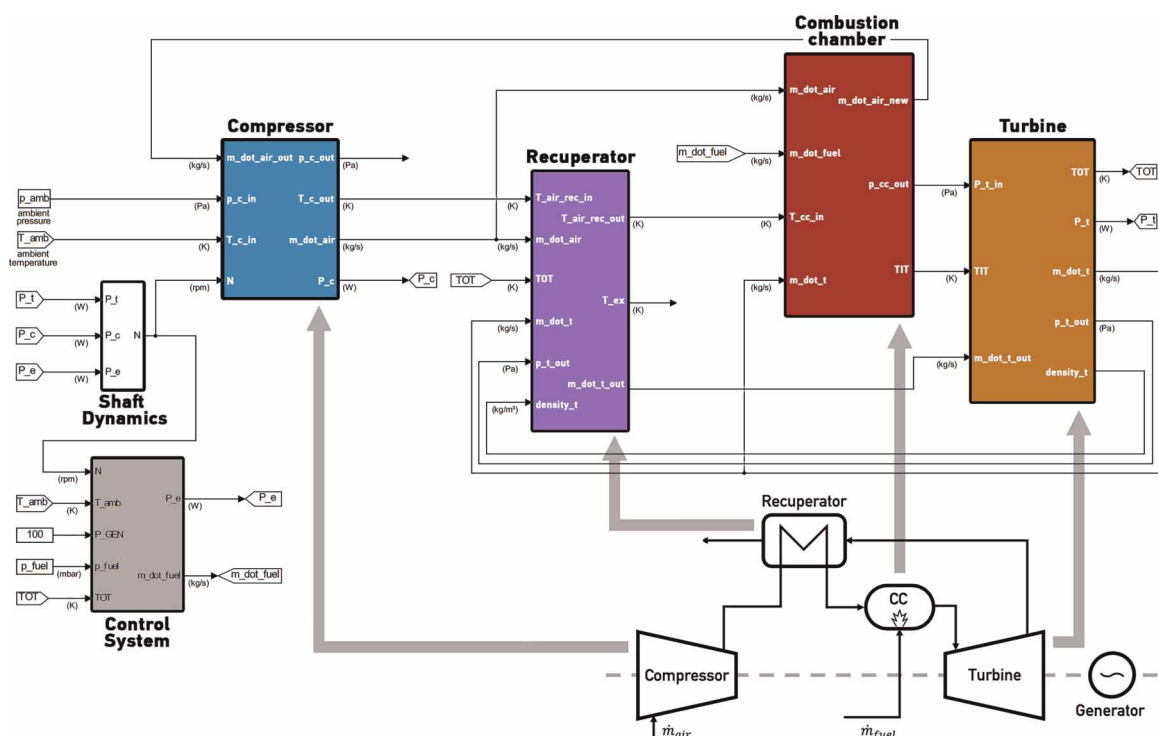 Combustion
chamber
m_dot_air
(kg/s)
m_dot_air_new
m_dot_fuel
m_dot_fuel
(kg/s)
p_cc_out
(Pa)
T_cc_in
(K)
TIT
(K)
m_dot_t
(kg/s)
Compressor
m_dot_air_out
(kg/s)
p_c_out
(Pa)
p_amb
ambient
pressure
p_c_in
(Pa)
T_c_out
(K)
T_amb
ambient
temperature
T_c_in
(K)
m_dot_air
(kg/s)
N
(rpm)
P_c
(W)
P_c
Recuperator
T_air_rec_in
(K)
T_air_rec_out
(K)
m_dot_air
(kg/s)
TOT
TOT
(K)
T_ex
(K)
m_dot_t
(kg/s)
p_t_out
(Pa)
m_dot_t_out
(kg/s)
density_t
(kg/m³)
Turbine
P_t_in
TOT
(K)
TOT
P_t
(W)
P_t
TIT
m_dot_t
(kg/s)
p_t_out
(Pa)
m_dot_t_out
density_t
P_t
(W)
P_t
P_c
(W)
P_c
N
P_e
(W)
P_e
Shaft
Dynamics
N
(rpm)
T_amb
(K)
T_amb
P_e
(W)
P_e
100
P_GEN
p_fuel
(mbar)
p_fuel
m_dot_fuel
(kg/s)
m_dot_fuel
TOT
(K)
TOT
Control
System
Recuperator
CC
Compressor
Turbine
Generator
ṁair
ṁfuel